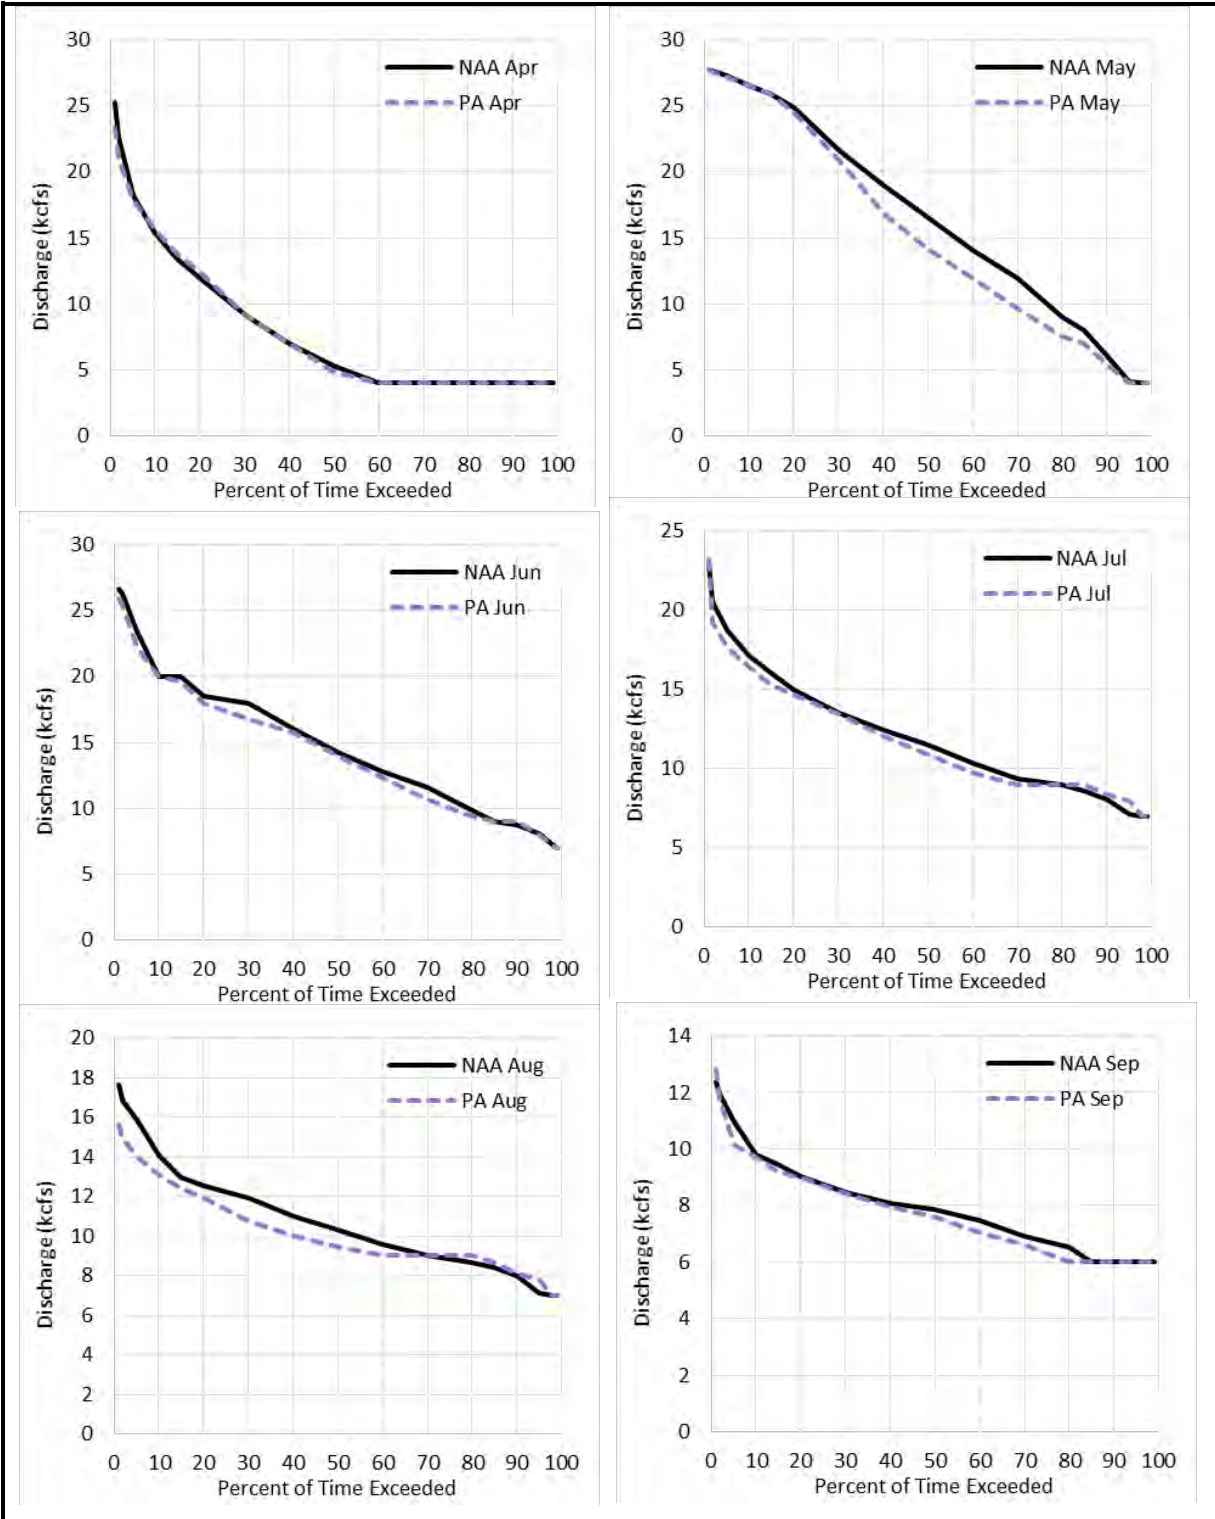 30
25
20
15
10
5
0
Discharge (kcfs)
NAA Apr
PA Apr
0 10 20 30 40 50 60 70 80 90 100
Percent of Time Exceeded
30
25
20
15
10
5
0
Discharge (kcfs)
NAA May
PA May
0 10 20 30 40 50 60 70 80 90 100
Percent of Time Exceeded
30
25
20
15
10
5
0
Discharge (kcfs)
NAA Jun
PA Jun
0 10 20 30 40 50 60 70 80 90 100
Percent of Time Exceeded
25
20
15
10
5
0
Discharge (kcfs)
NAA Jul
PA Jul
0 10 20 30 40 50 60 70 80 90 100
Percent of Time Exceeded
20
18
16
14
12
10
8
6
4
2
0
Discharge (kcfs)
NAA Aug
PA Aug
0 10 20 30 40 50 60 70 80 90 100
Percent of Time Exceeded
14
12
10
8
6
4
2
0
Discharge (kcfs)
NAA Sep
PA Sep
0 10 20 30 40 50 60 70 80 90 100
Percent of Time Exceeded